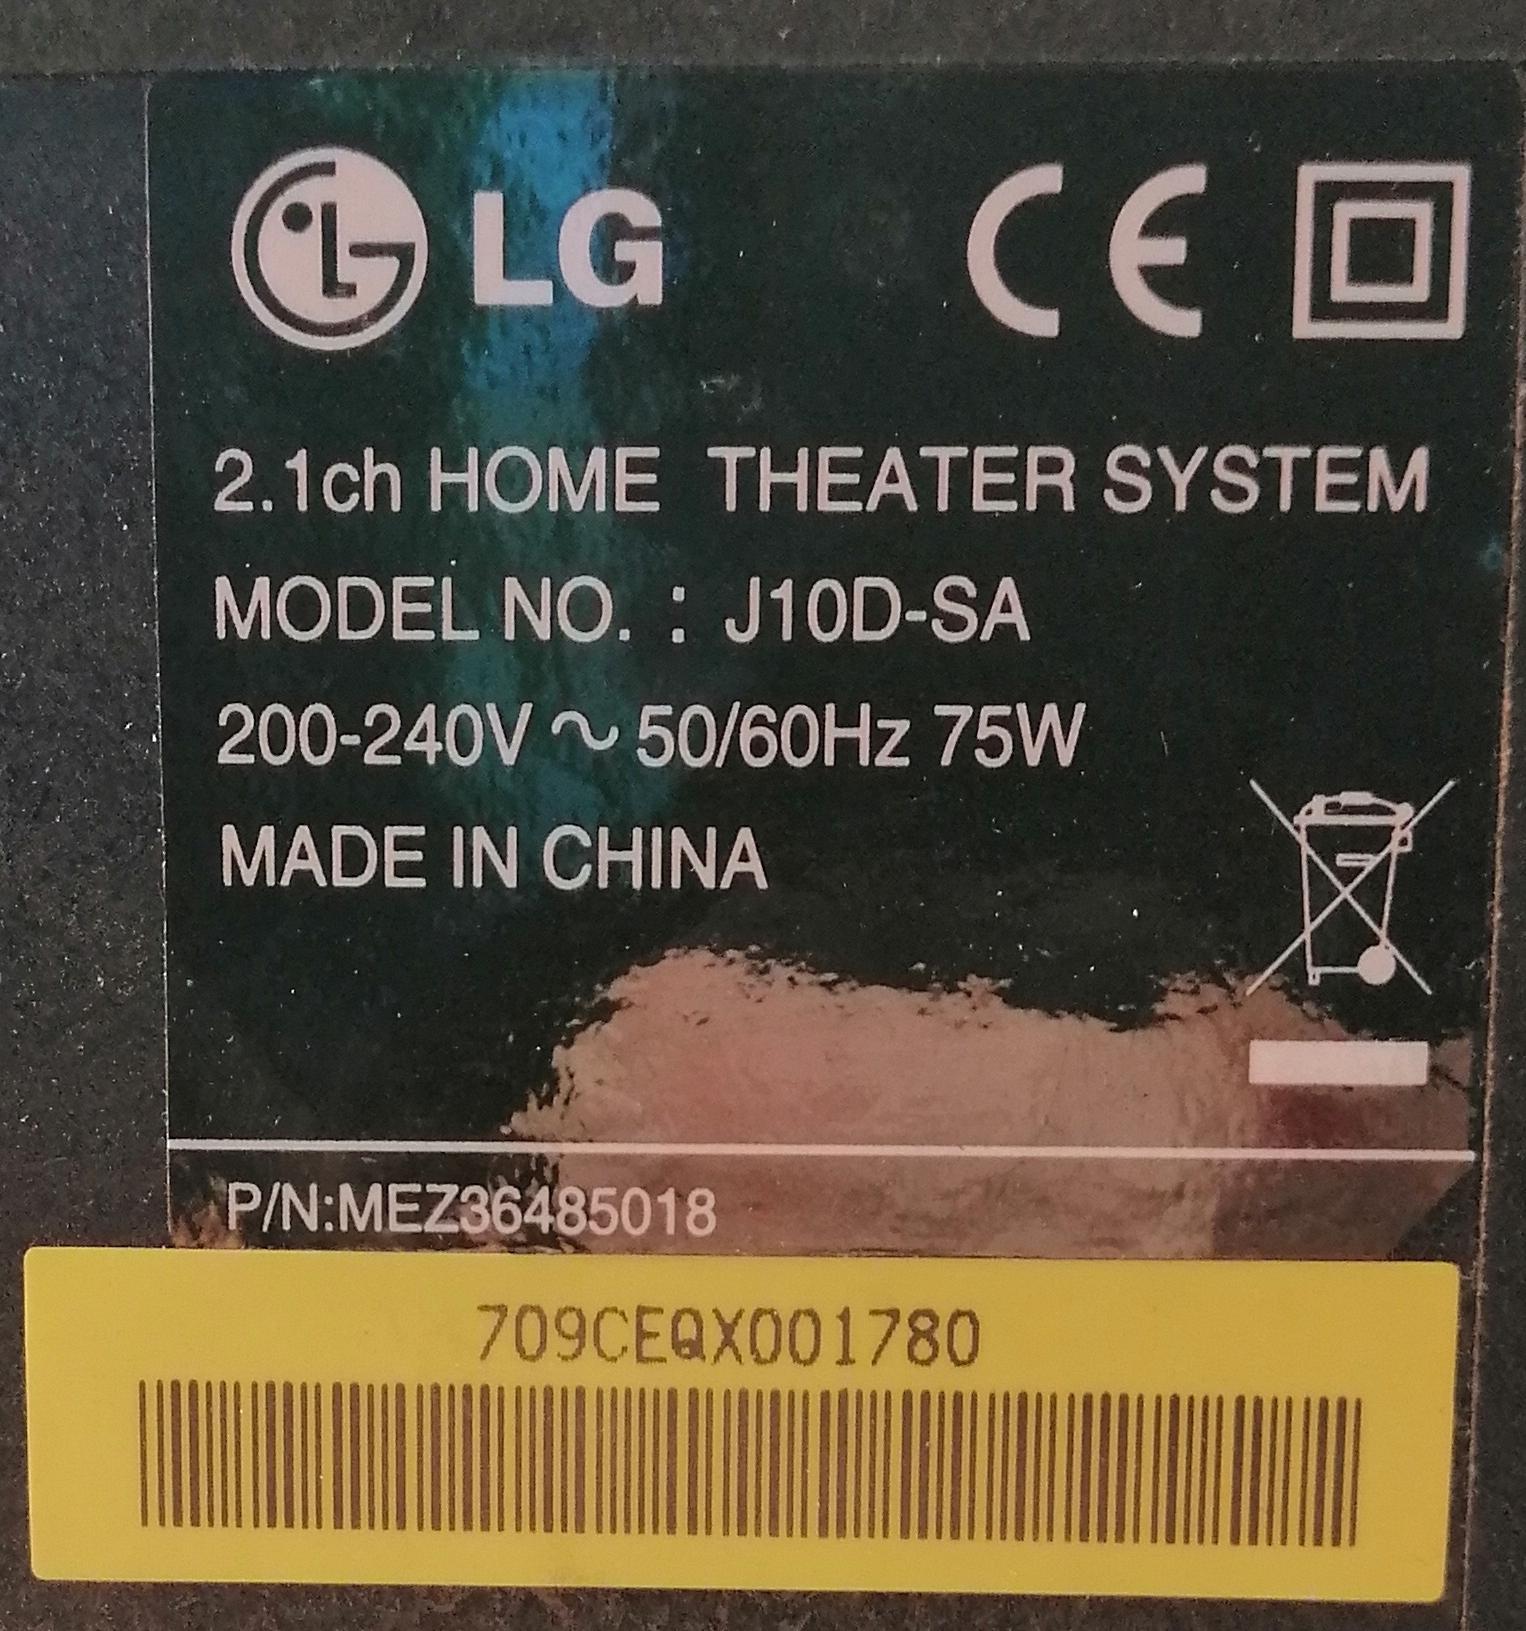 LG CE
2.1ch HOME THEATER SYSTEM
MODEL NO. : J10D-SA
200-240V ~ 50/60Hz 75W
MADE IN CHINA
P/N:MEZ36485018
709CEQX001780